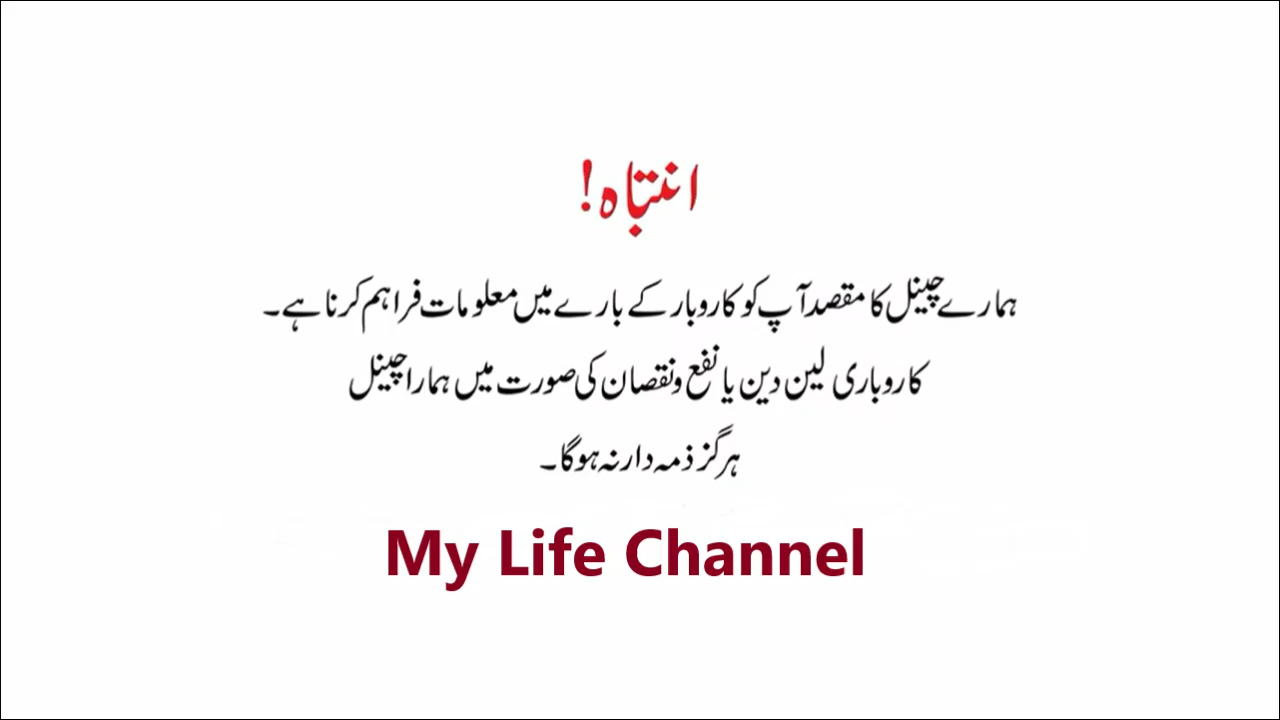 انتباہ!
ہمارے چینل کا مقصد آپ کو کاروبار کے بارے میں معلومات فراہم کرنا ہے۔
کاروباری لین دین یا نفع و نقصان کی صورت میں ہمارا چینل
ہرگز ذمہ دار نہ ہوگا۔
My Life Channel